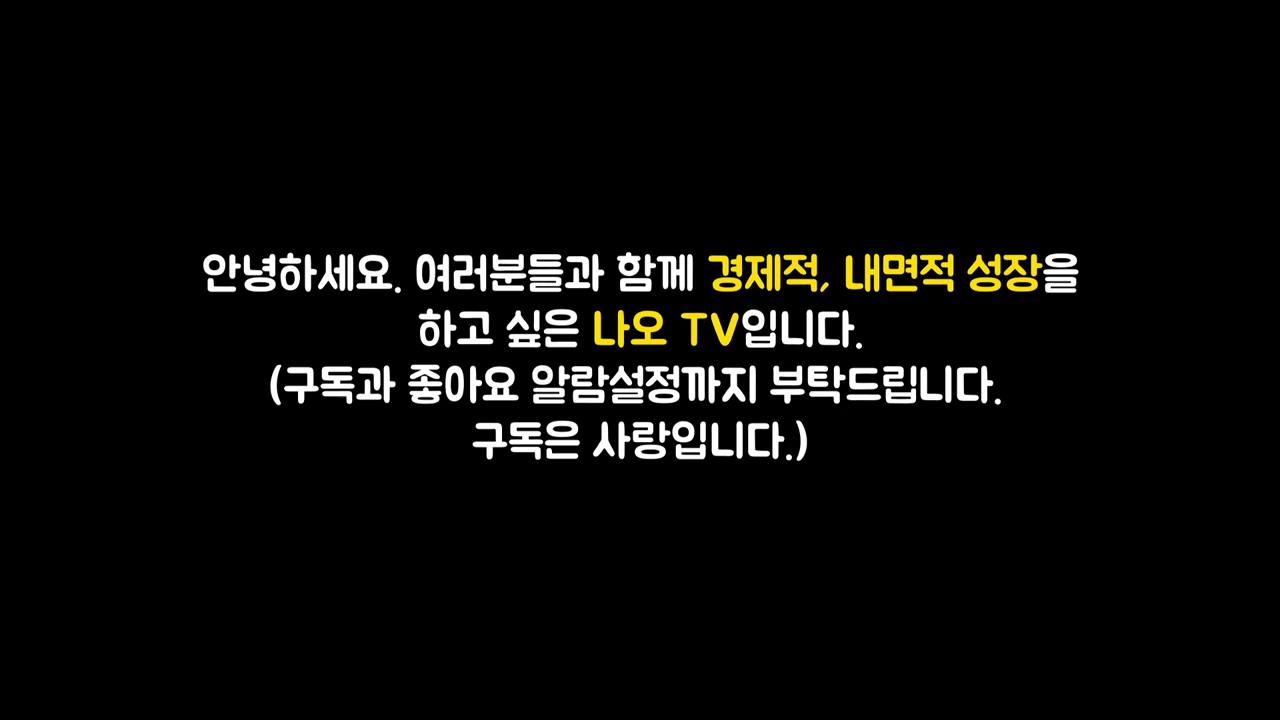 안녕하세요. 여러분들과 함께 경제적, 내면적 성장을
하고 싶은 나오 TV입니다.
(구독과 좋아요 알람설정까지 부탁드립니다.
구독은 사랑입니다.)